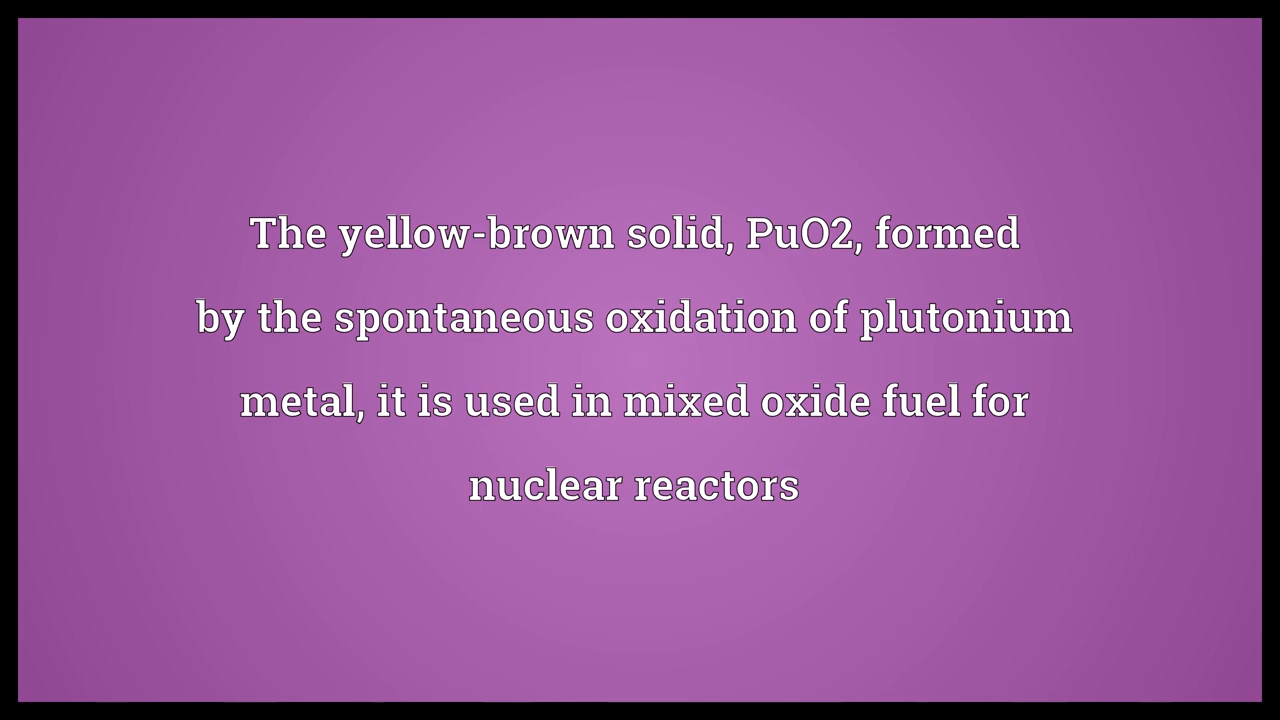 The yellow-brown solid, PuO2, formed
by the spontaneous oxidation of plutonium
metal, it is used in mixed oxide fuel for
nuclear reactors